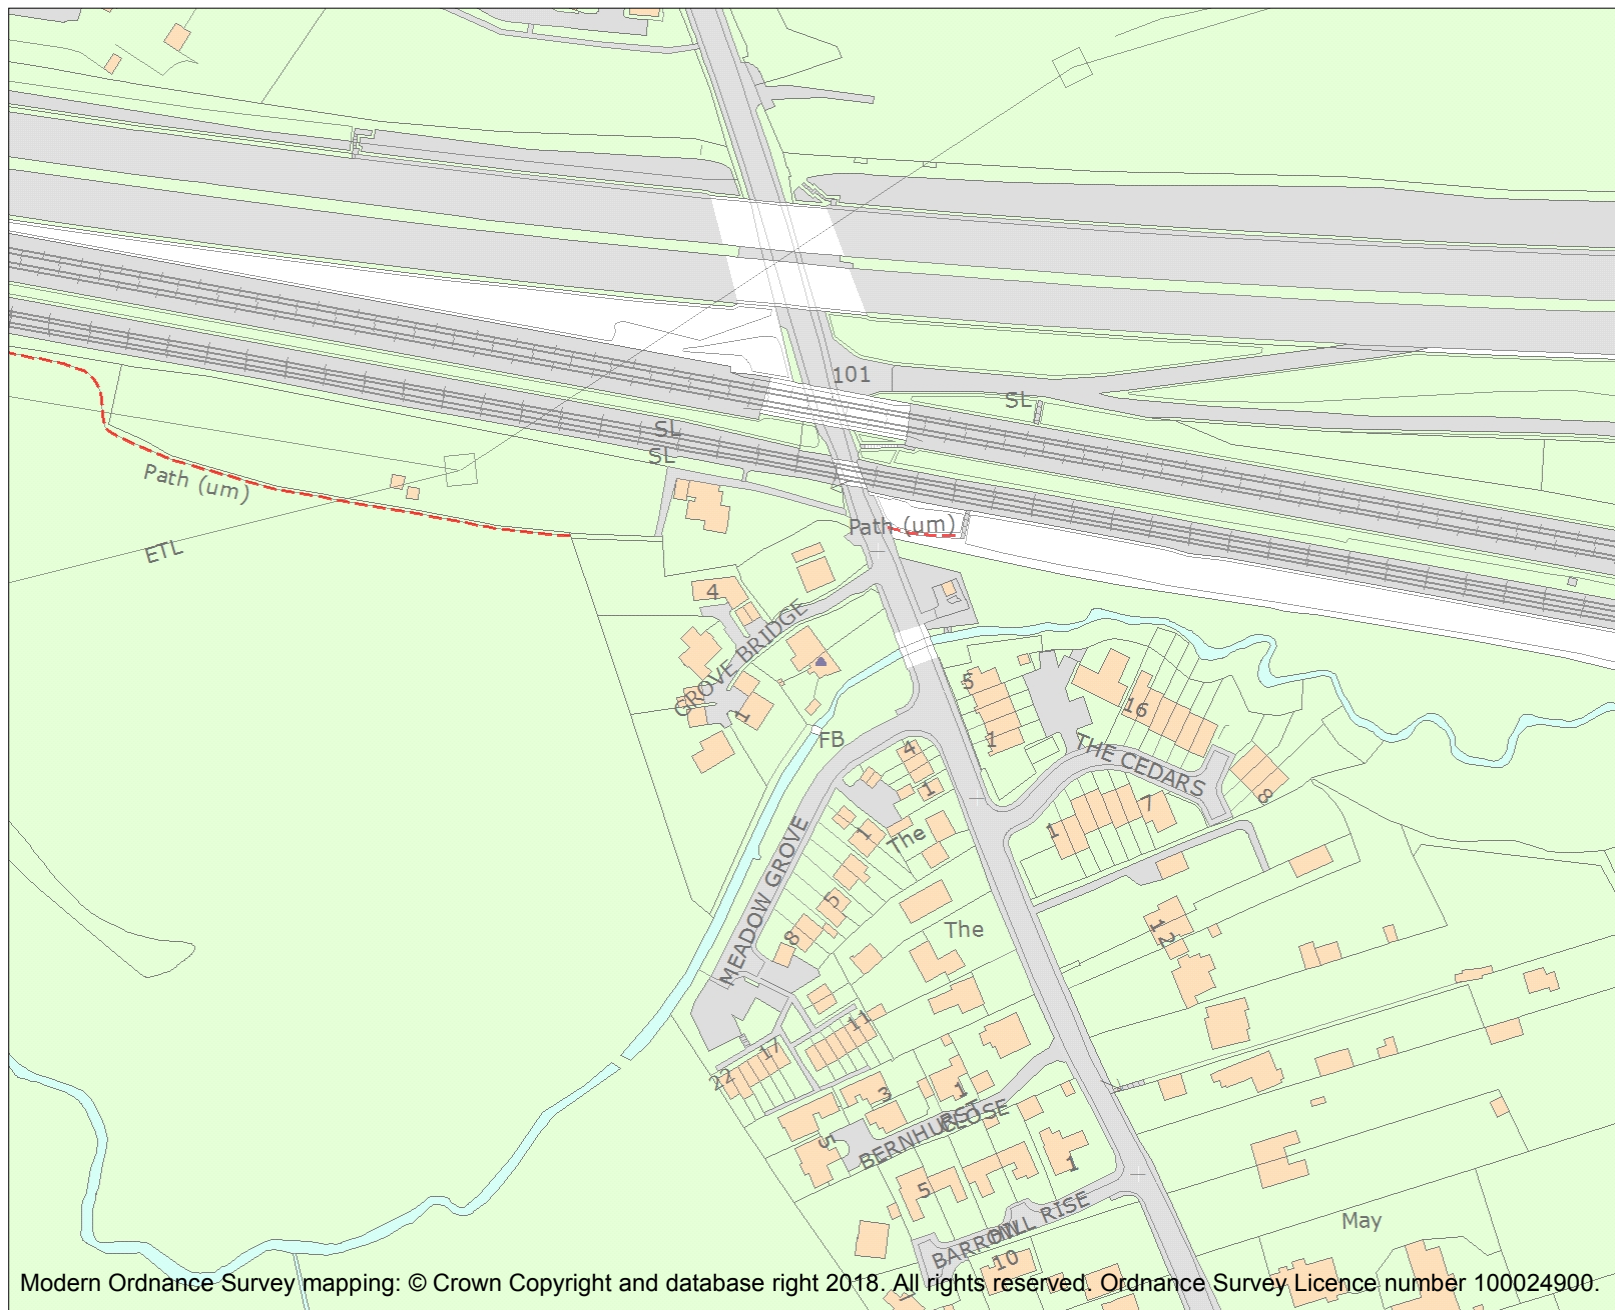 101
SL
SL
SL
Path (um)
Path (um)
ETL
4
GROVE BRIDGE
1
FB
5
1
16
THE CEDARS
8
7
1
4
1
1
The
5
8
MEADOW GROVE
The
12
11
17
22
3
1
5
BERNHURST
CLOSE
1
5
BARROW
HILL RISE
10
May
Modern Ordnance Survey mapping: © Crown Copyright and database right 2018. All rights reserved. Ordnance Survey Licence number 100024900.